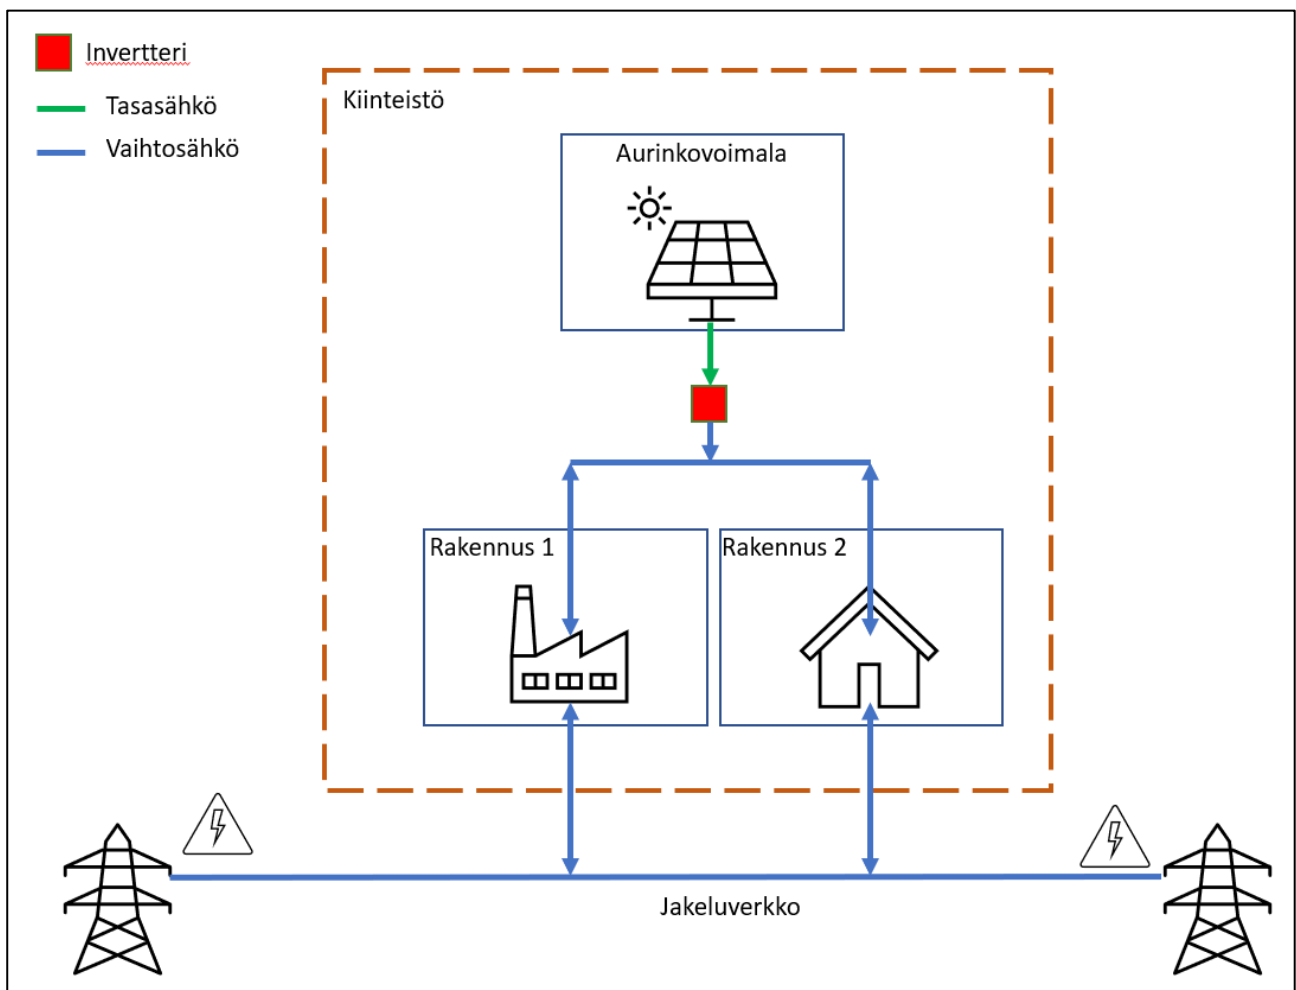 Invertteri
Tasasähkö
Vaihtosähkö
Kiinteistö
Aurinkovoimala
Rakennus 1
Rakennus 2
Jakeluverkko